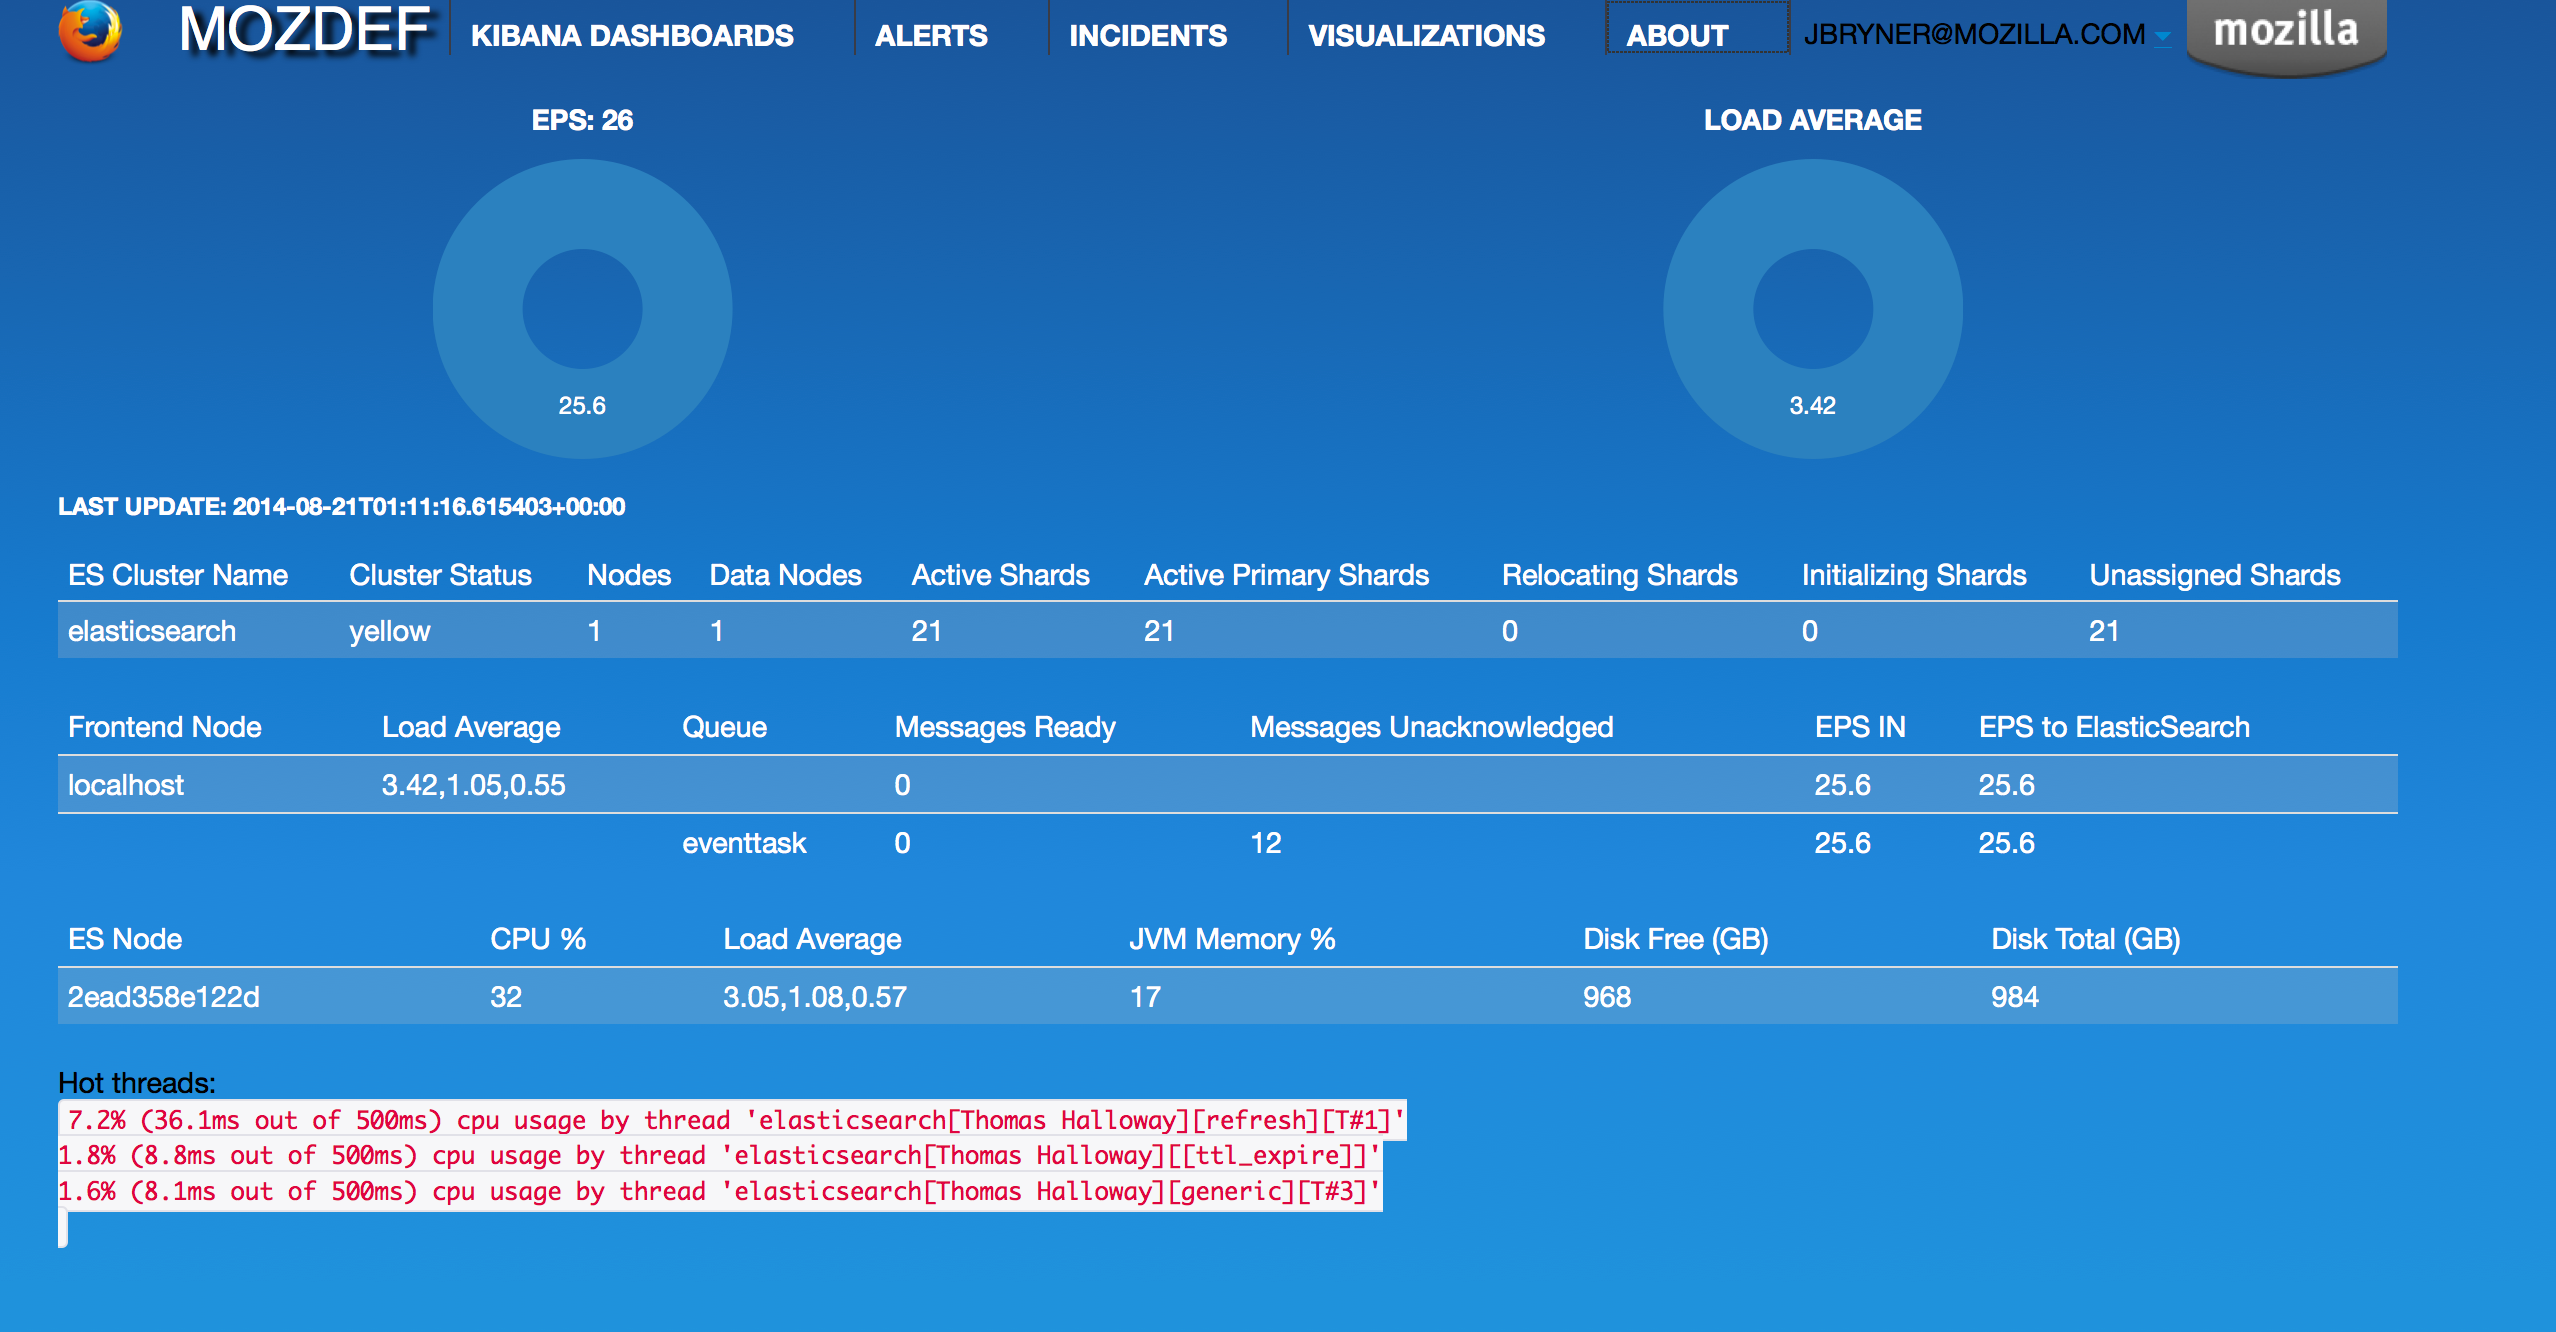 MOZDEF KIBANA DASHBOARDS ALERTS INCIDENTS VISUALIZATIONS ABOUT JBRYNER@MOZILLA.COM mozilla
EPS: 26 LOAD AVERAGE
25.6 3.42
LAST UPDATE: 2014-08-21T01:11:16.615403+00:00
ES Cluster Name Cluster Status Nodes Data Nodes Active Shards Active Primary Shards Relocating Shards Initializing Shards Unassigned Shards
elasticsearch yellow 1 1 21 21 0 0 21
Frontend Node Load Average Queue Messages Ready Messages Unacknowledged EPS IN EPS to ElasticSearch
localhost 3.42,1.05,0.55 0 25.6 25.6
eventtask 0 12 25.6 25.6
ES Node CPU % Load Average JVM Memory % Disk Free (GB) Disk Total (GB)
2ead358e122d 32 3.05,1.08,0.57 17 968 984
Hot threads:
7.2% (36.1ms out of 500ms) cpu usage by thread 'elasticsearch[Thomas Halloway][refresh][T#1]'
1.8% (8.8ms out of 500ms) cpu usage by thread 'elasticsearch[Thomas Halloway][[ttl_expire]]'
1.6% (8.1ms out of 500ms) cpu usage by thread 'elasticsearch[Thomas Halloway][generic][T#3]'